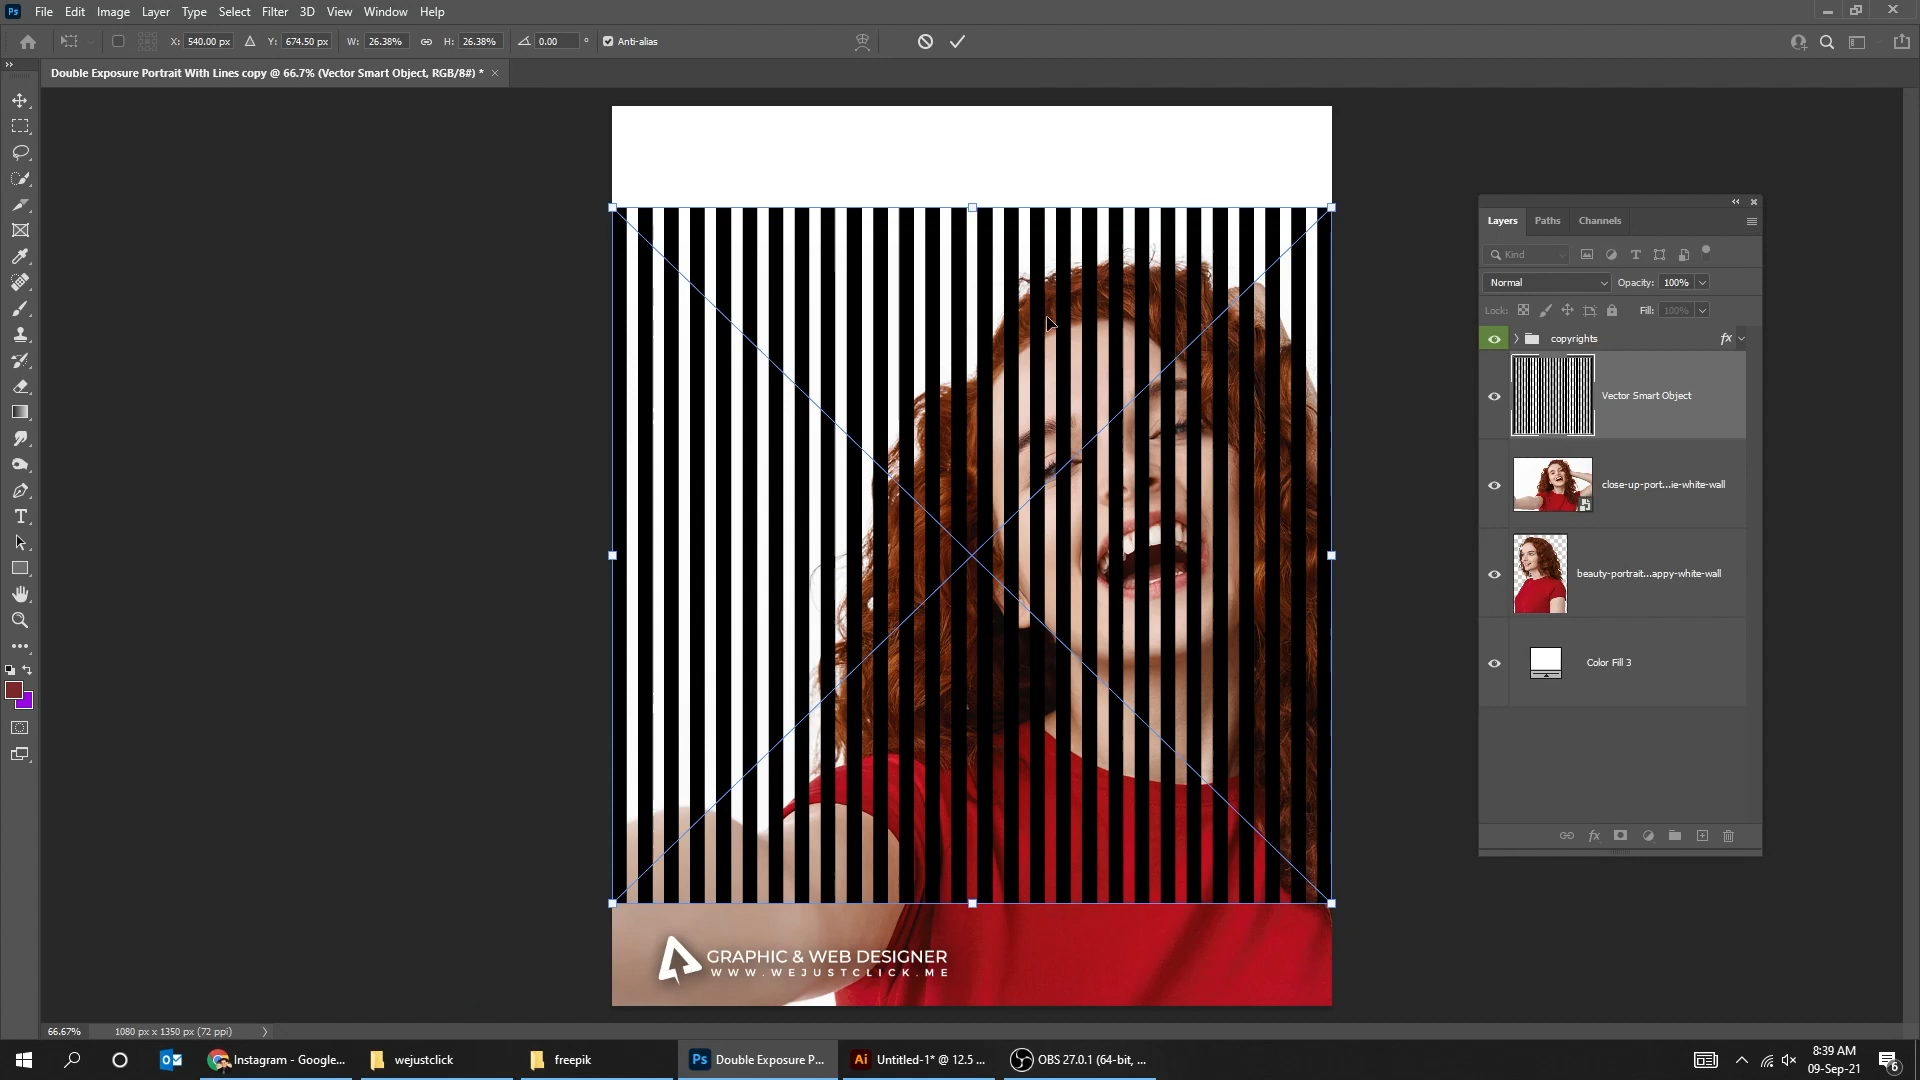 Ps File Edit Image Layer Type Select Filter 3D View Window Help
X: 540.00 px Y: 674.50 px W: 26.38% H: 26.38% 0.00 ° Anti-alias
Double Exposure Portrait With Lines copy @ 66.7% (Vector Smart Object, RGB/8#) * ×
Layers Paths Channels
Kind
Normal Opacity: 100%
Lock: Fill: 100%
copyrights fx
Vector Smart Object
close-up-port...ie-white-wall
beauty-portrait...appy-white-wall
Color Fill 3
fx
GRAPHIC & WEB DESIGNER
WWW.WEJUSTCLICK.ME
66.67% 1080 px x 1350 px (72 ppi)
Instagram - Google... wejustclick freepik Ps Double Exposure P... Ai Untitled-1* @ 12.5 ... OBS 27.0.1 (64-bit, ...
8:39 AM
09-Sep-21
6